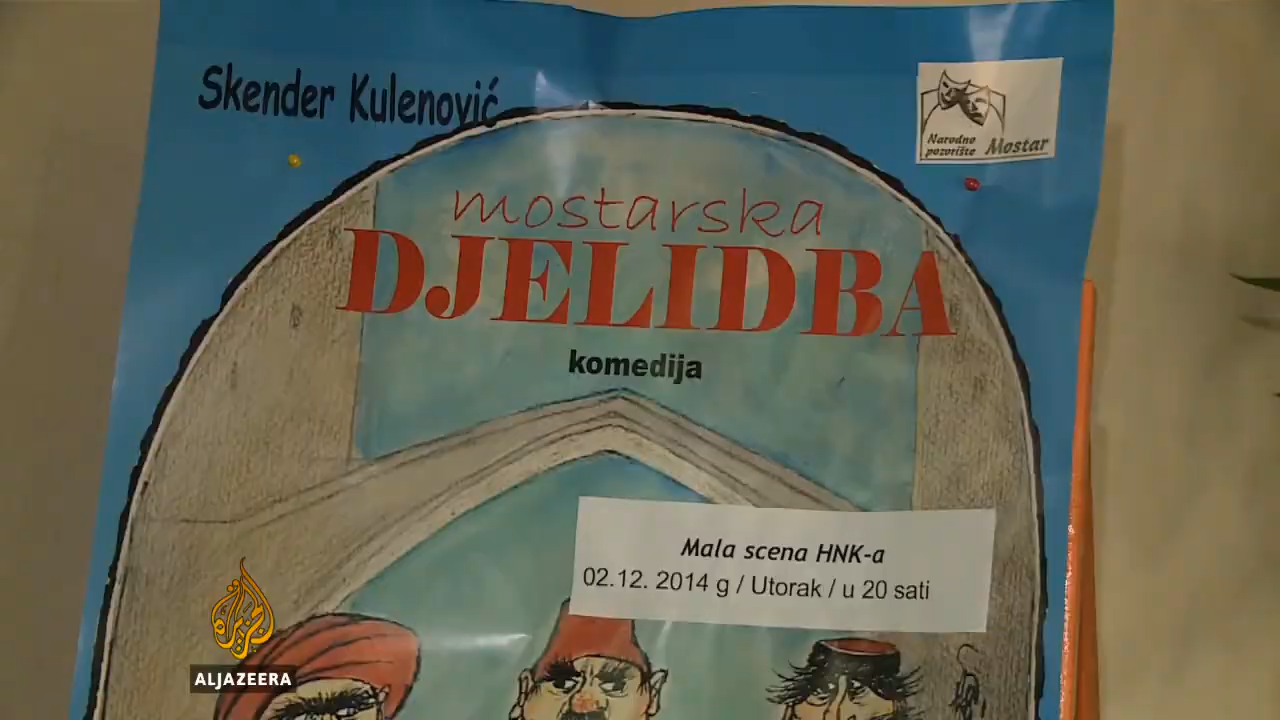 Skender Kulenović
Narodno
pozorište Mostar
mostarska
DJELIDBA
komedija
Mala scena HNK-a
02.12. 2014 g / Utorak / u 20 sati
ALJAZEERA